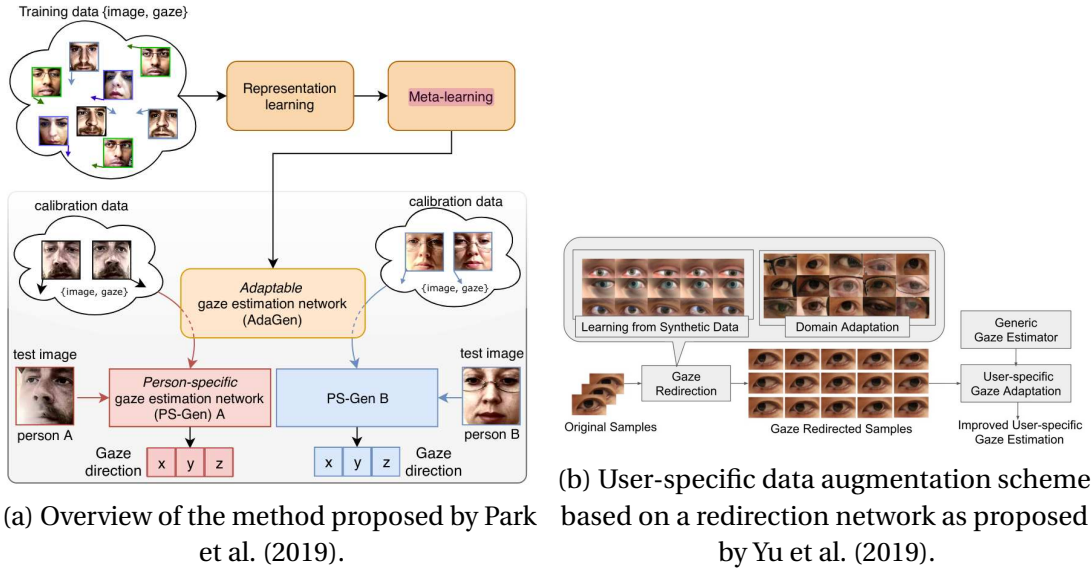 Training data {image, gaze}
Representation
learning
Meta-learning
calibration data
calibration data
{image, gaze}
{image, gaze}
Adaptable
gaze estimation network
(AdaGen)
test image
test image
Person-specific
gaze estimation network
(PS-Gen) A
PS-Gen B
person A
person B
Gaze
direction
x y z
x y z
Gaze
direction
(a) Overview of the method proposed by Park
et al. (2019).
Learning from Synthetic Data
Domain Adaptation
Generic
Gaze Estimator
Gaze
Redirection
User-specific
Gaze Adaptation
Original Samples
Gaze Redirected Samples
Improved User-specific
Gaze Estimation
(b) User-specific data augmentation scheme
based on a redirection network as proposed
by Yu et al. (2019).